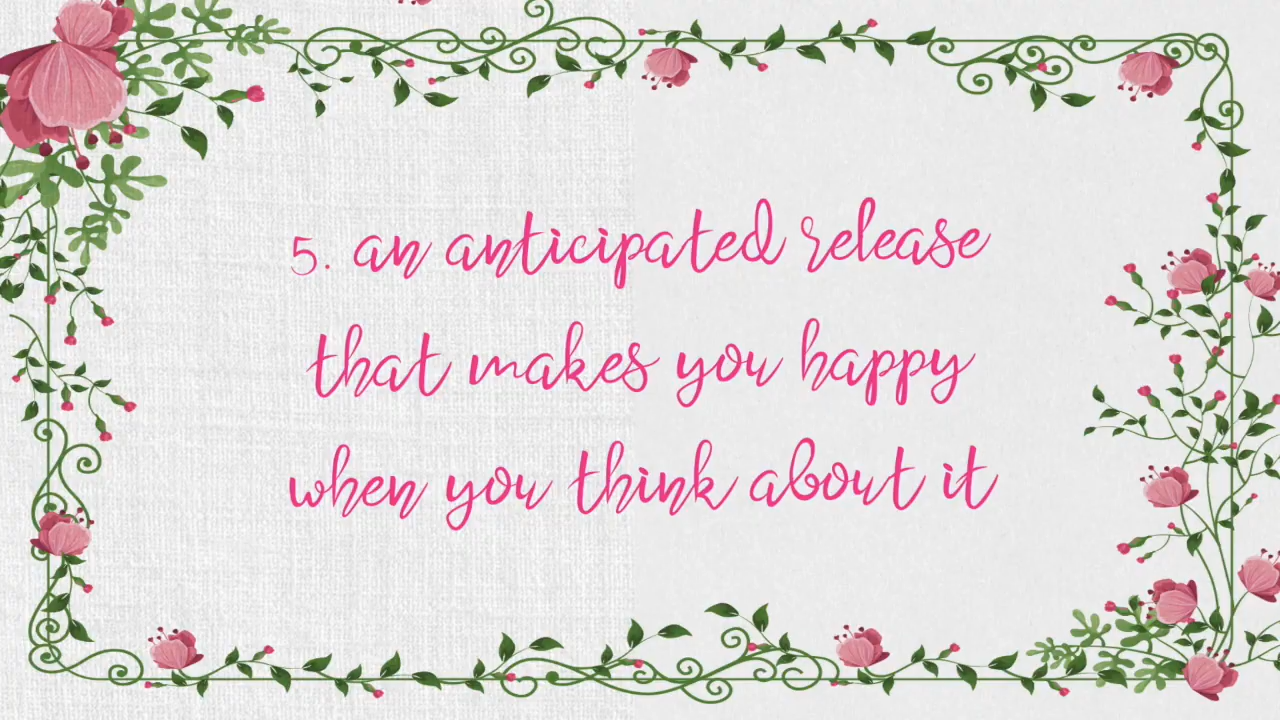 5. an anticipated release
that makes you happy
when you think about it